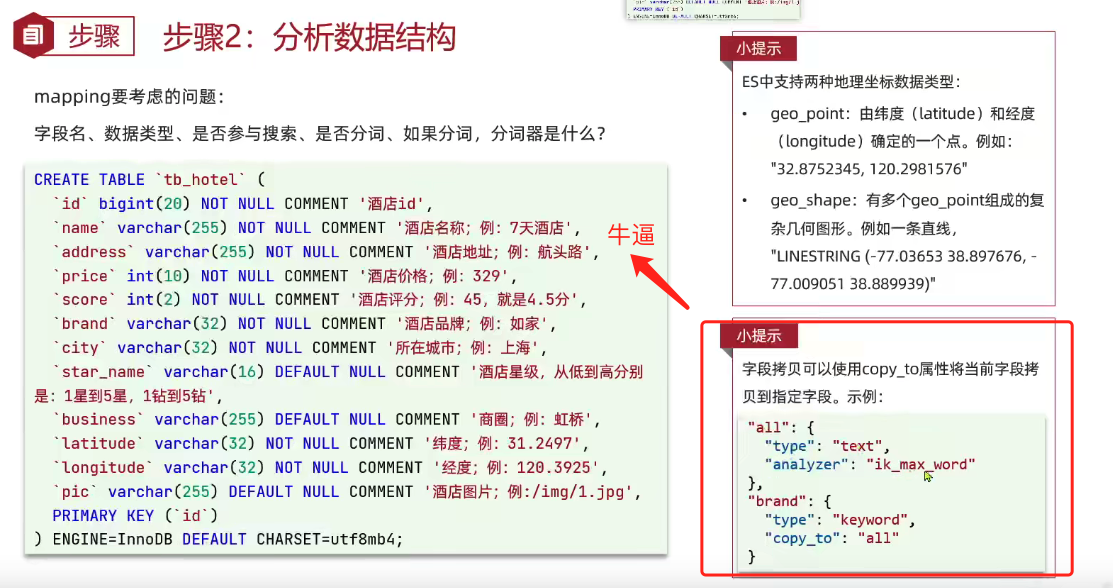 `pic` varchar(255) DEFAULT NULL COMMENT
PRIMARY KEY (`id`)
) ENGINE=InnoDB DEFAULT CHARSET=utf8mb4;
步骤
步骤2：分析数据结构
mapping要考虑的问题：
字段名、数据类型、是否参与搜索、是否分词、如果分词，分词器是什么？
CREATE TABLE `tb_hotel` (
`id` bigint(20) NOT NULL COMMENT '酒店id',
`name` varchar(255) NOT NULL COMMENT '酒店名称；例：7天酒店',
`address` varchar(255) NOT NULL COMMENT '酒店地址；例：航头路',
`price` int(10) NOT NULL COMMENT '酒店价格；例：329',
`score` int(2) NOT NULL COMMENT '酒店评分；例：45，就是4.5分',
`brand` varchar(32) NOT NULL COMMENT '酒店品牌；例：如家',
`city` varchar(32) NOT NULL COMMENT '所在城市；例：上海',
`star_name` varchar(16) DEFAULT NULL COMMENT '酒店星级，从低到高分别
是：1星到5星，1钻到5钻',
`business` varchar(255) DEFAULT NULL COMMENT '商圈；例：虹桥',
`latitude` varchar(32) NOT NULL COMMENT '纬度；例：31.2497',
`longitude` varchar(32) NOT NULL COMMENT '经度；例：120.3925',
`pic` varchar(255) DEFAULT NULL COMMENT '酒店图片；例:/img/1.jpg',
PRIMARY KEY (`id`)
) ENGINE=InnoDB DEFAULT CHARSET=utf8mb4;
牛逼
小提示
ES中支持两种地理坐标数据类型：
• geo_point：由纬度（latitude）和经度
（longitude）确定的一个点。例如：
"32.8752345, 120.2981576"
• geo_shape：有多个geo_point组成的复
杂几何图形。例如一条直线，
"LINESTRING (-77.03653 38.897676, -
77.009051 38.889939)"
小提示
字段拷贝可以使用copy_to属性将当前字段拷
贝到指定字段。示例：
"all": {
"type": "text",
"analyzer": "ik_max_word"
},
"brand": {
"type": "keyword",
"copy_to": "all"
}